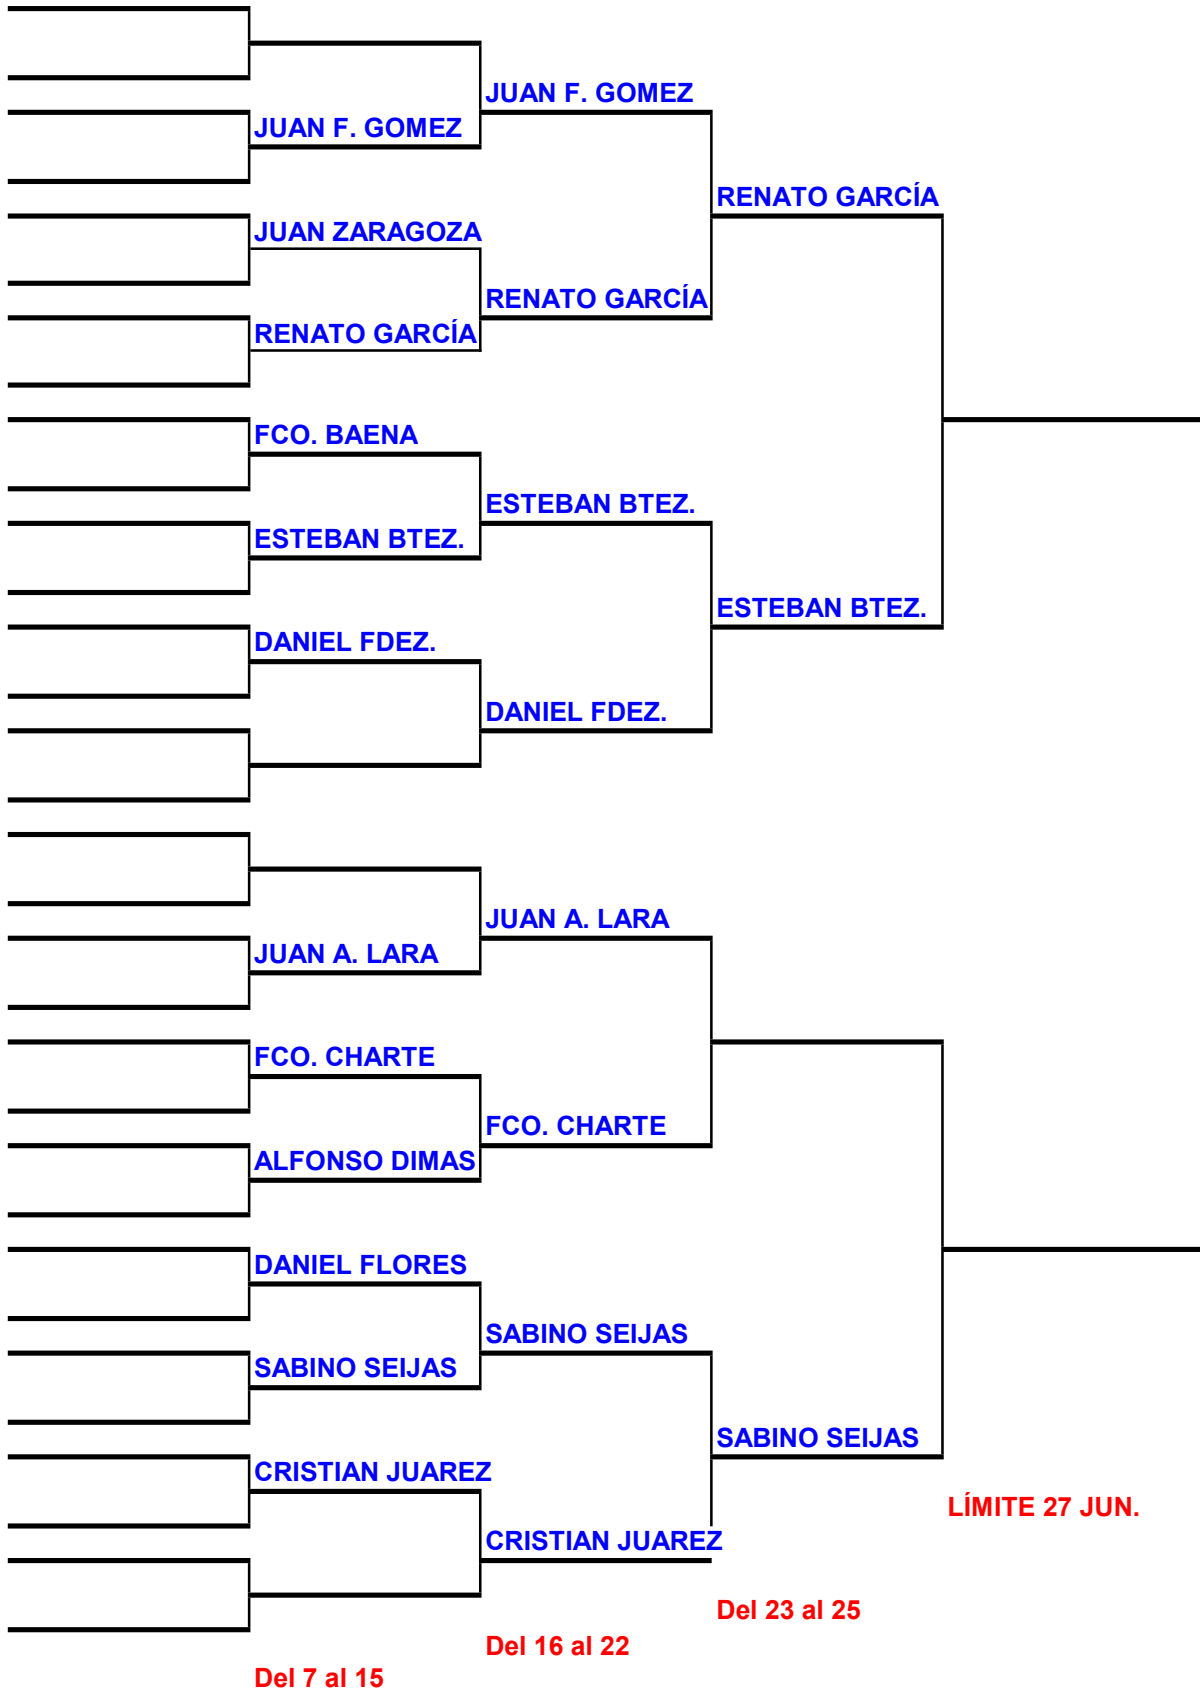 JUAN F. GOMEZ
JUAN F. GOMEZ
RENATO GARCÍA
JUAN ZARAGOZA
RENATO GARCÍA
RENATO GARCÍA
FCO. BAENA
ESTEBAN BTEZ.
ESTEBAN BTEZ.
ESTEBAN BTEZ.
DANIEL FDEZ.
DANIEL FDEZ.
JUAN A. LARA
JUAN A. LARA
FCO. CHARTE
FCO. CHARTE
ALFONSO DIMAS
DANIEL FLORES
SABINO SEIJAS
SABINO SEIJAS
SABINO SEIJAS
CRISTIAN JUAREZ
LÍMITE 27 JUN.
CRISTIAN JUAREZ
Del 23 al 25
Del 16 al 22
Del 7 al 15